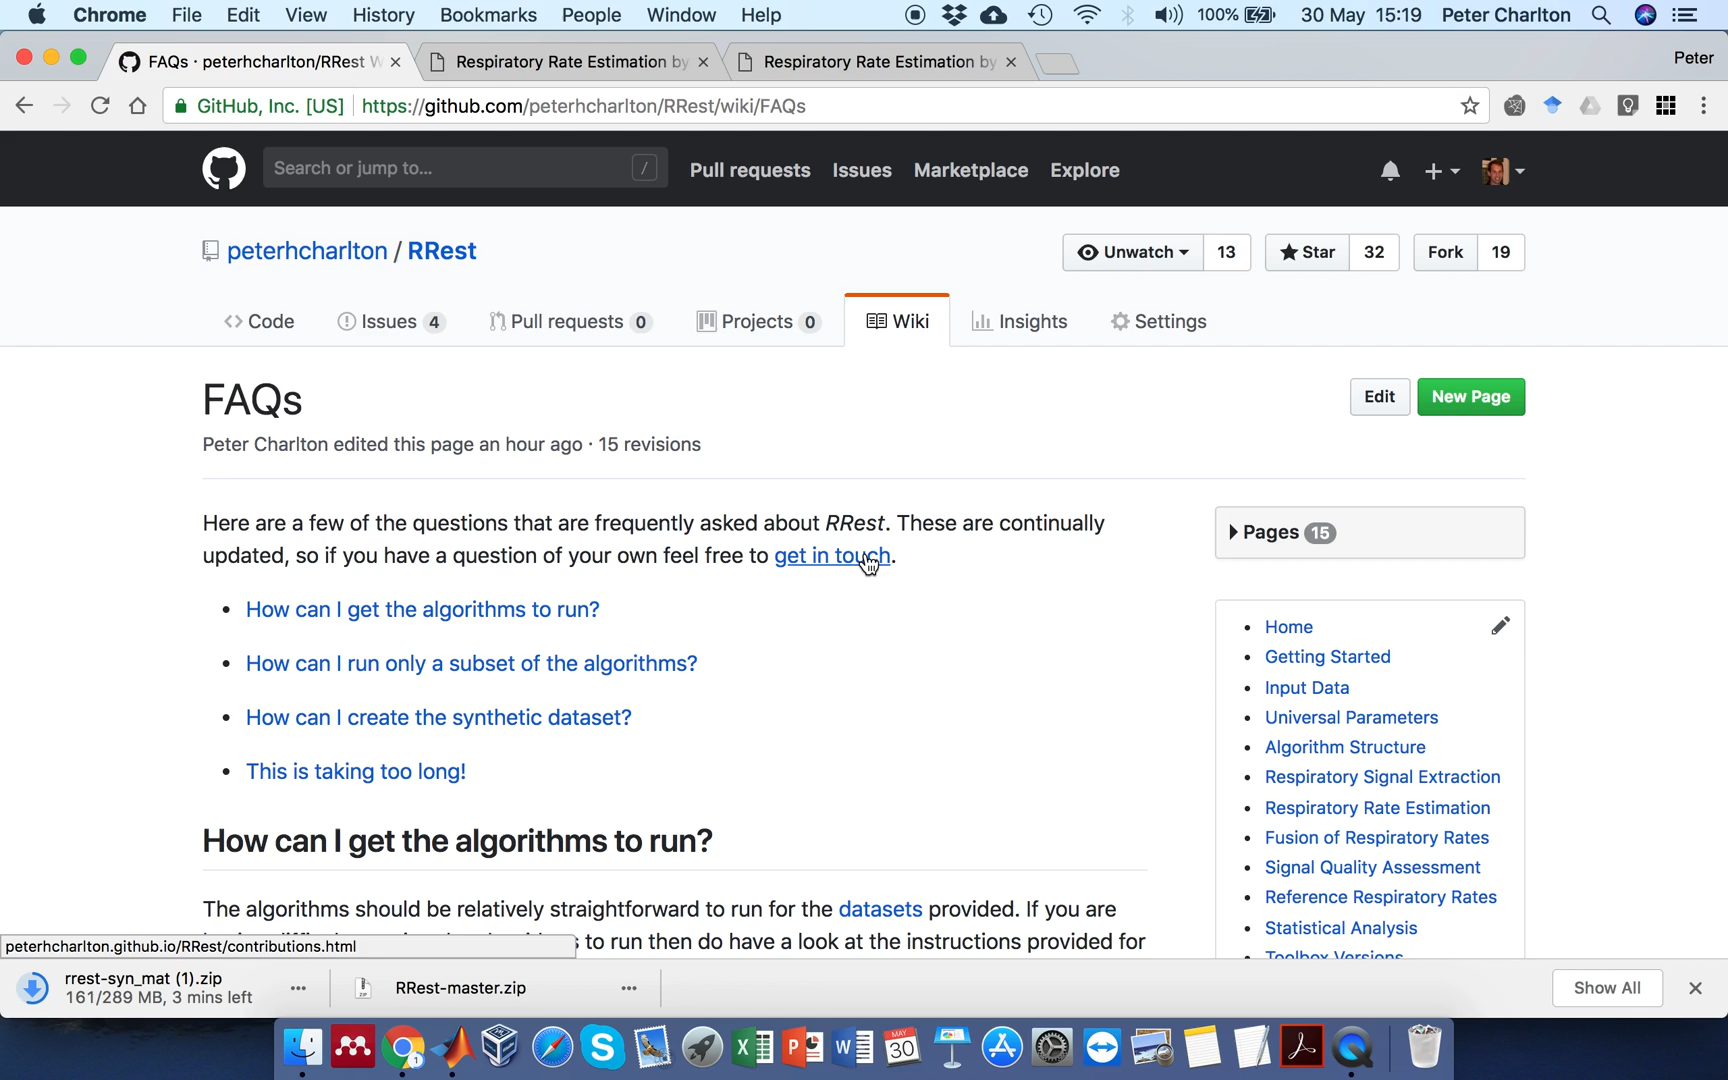 Chrome File Edit View History Bookmarks People Window Help 100% 30 May 15:19 Peter Charlton
FAQs · peterhcharlton/RRest W Respiratory Rate Estimation by Respiratory Rate Estimation by Peter
GitHub, Inc. [US] https://github.com/peterhcharlton/RRest/wiki/FAQs
Search or jump to... / Pull requests Issues Marketplace Explore
peterhcharlton / RRest Unwatch 13 Star 32 Fork 19
Code Issues 4 Pull requests 0 Projects 0 Wiki Insights Settings
FAQs Edit New Page
Peter Charlton edited this page an hour ago · 15 revisions
Here are a few of the questions that are frequently asked about RRest. These are continually
updated, so if you have a question of your own feel free to get in touch.
Pages 15
• How can I get the algorithms to run?
• How can I run only a subset of the algorithms?
• How can I create the synthetic dataset?
• This is taking too long!
• Home
• Getting Started
• Input Data
• Universal Parameters
• Algorithm Structure
• Respiratory Signal Extraction
• Respiratory Rate Estimation
• Fusion of Respiratory Rates
• Signal Quality Assessment
• Reference Respiratory Rates
• Statistical Analysis
• Toolbox Versions
How can I get the algorithms to run?
The algorithms should be relatively straightforward to run for the datasets provided. If you are
to run then do have a look at the instructions provided for
peterhcharlton.github.io/RRest/contributions.html
rrest-syn_mat (1).zip
161/289 MB, 3 mins left
RRest-master.zip
Show All
MAY
30